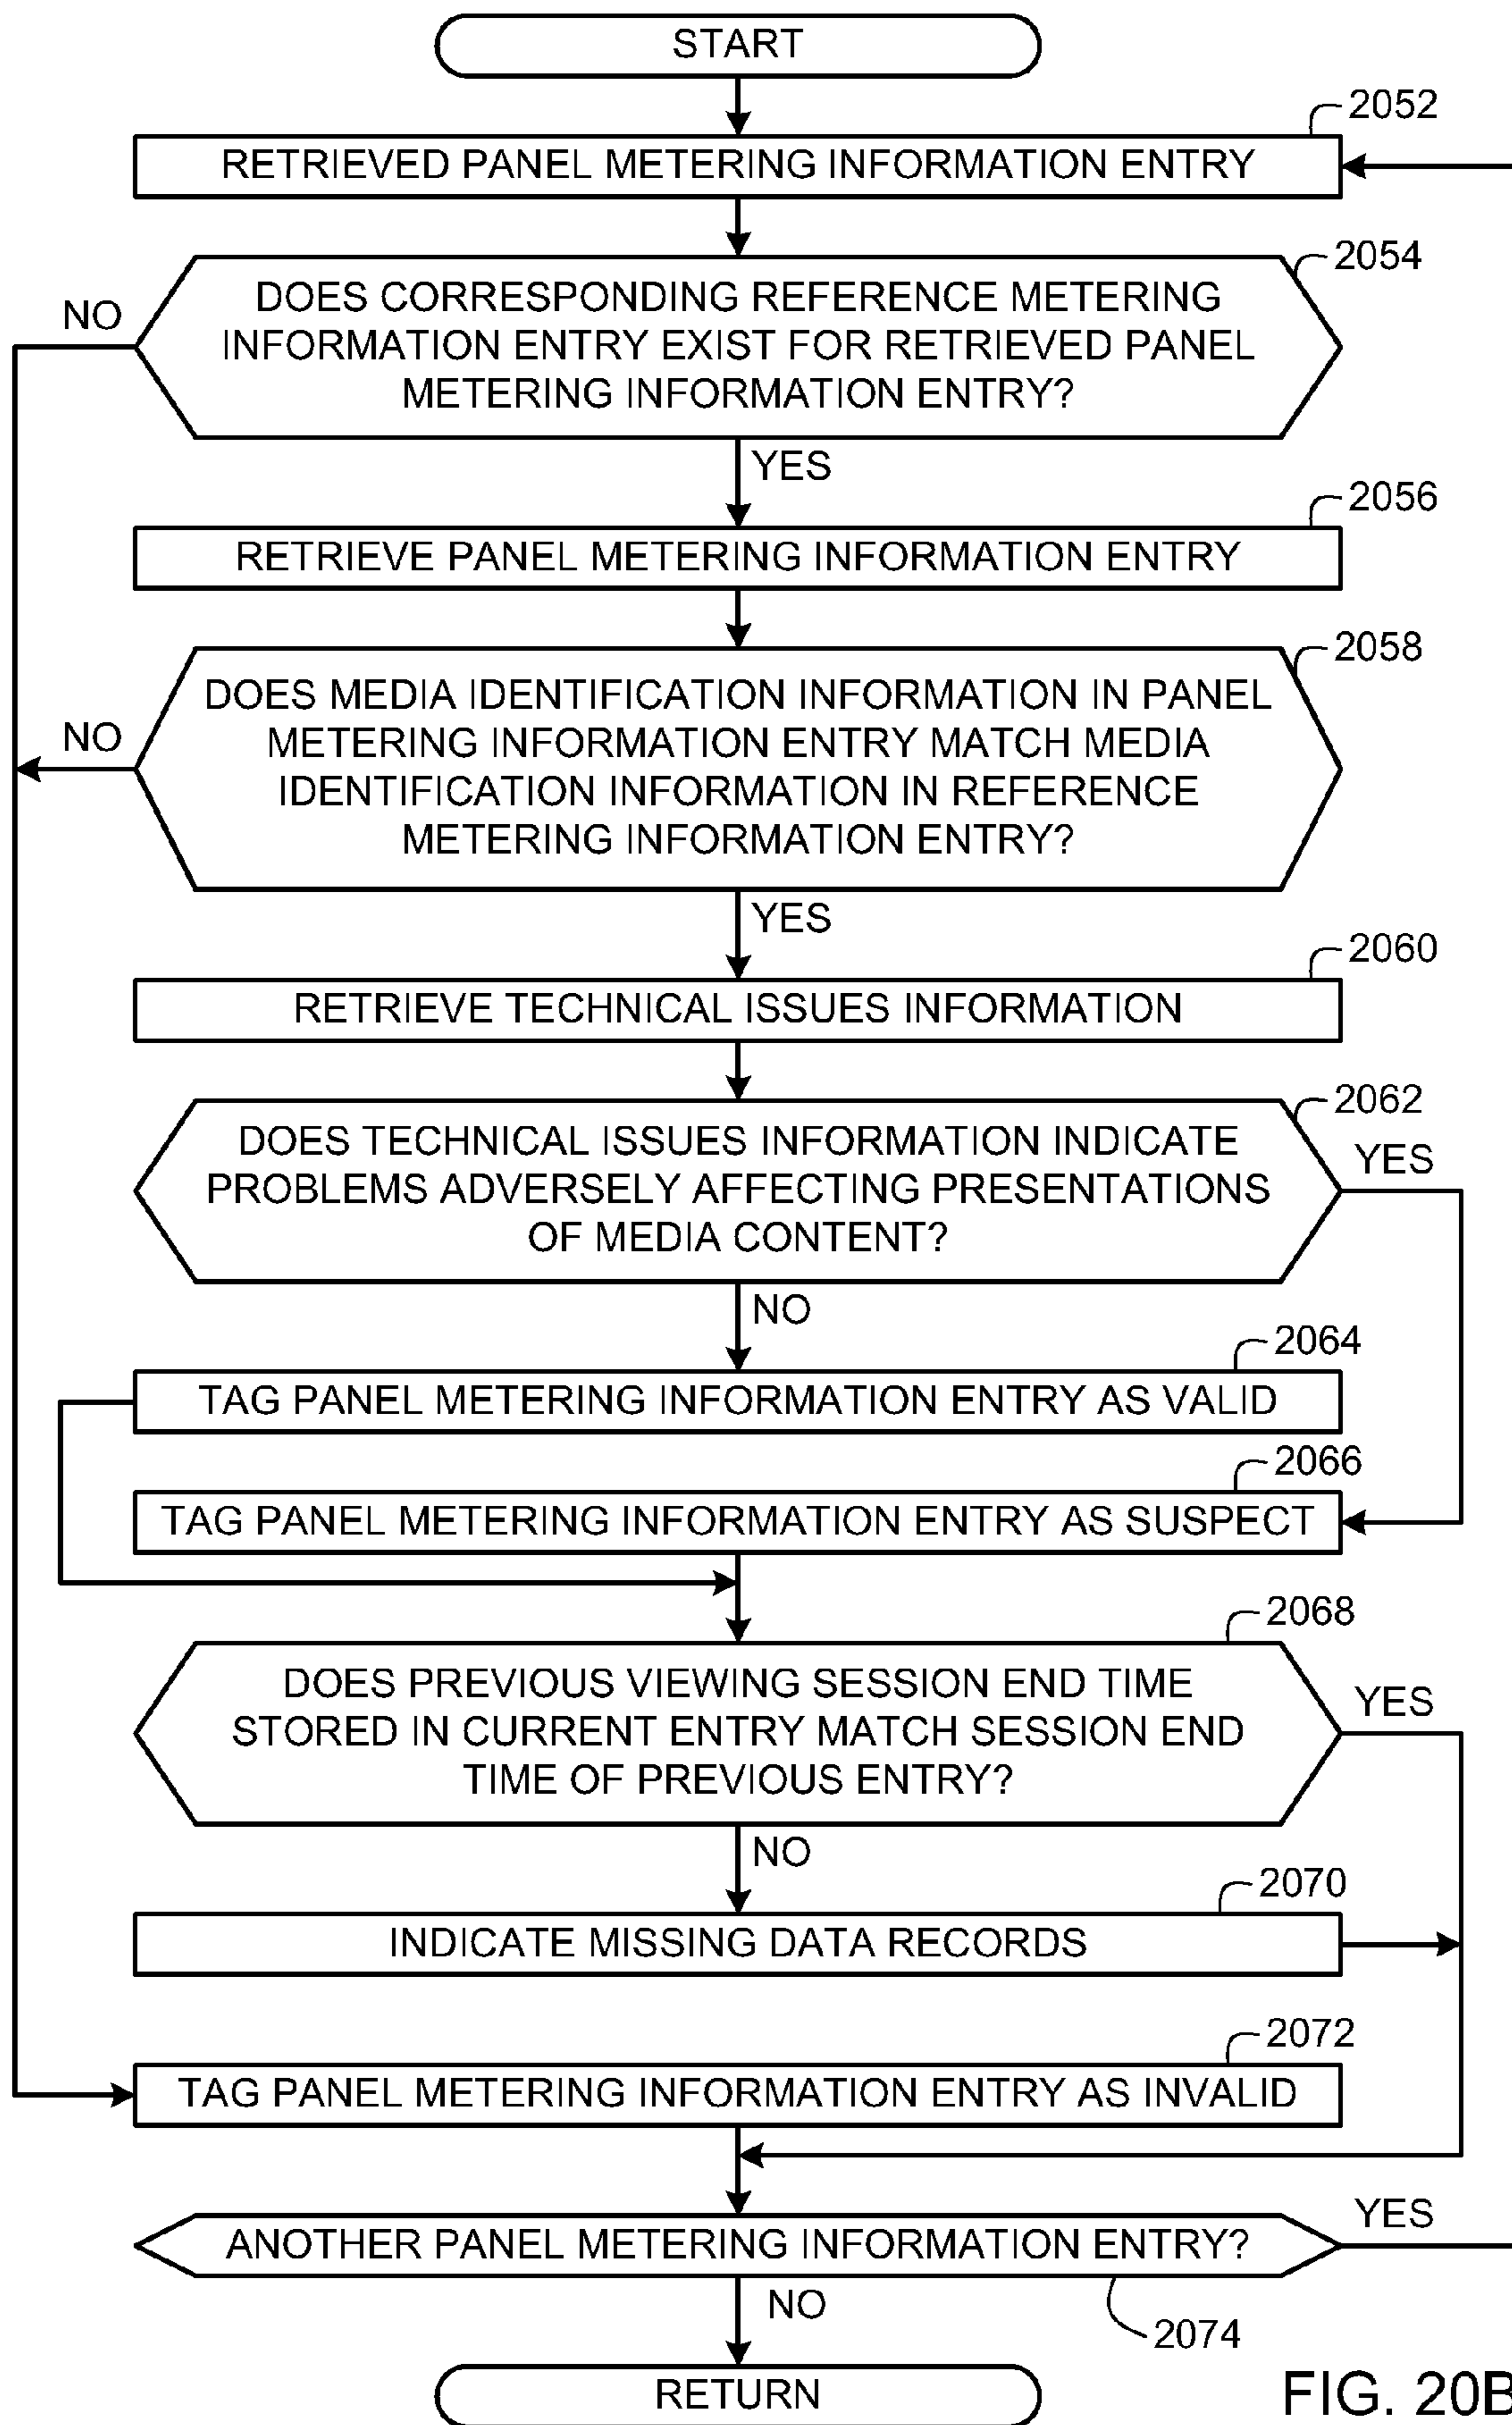 START
2052
RETRIEVED PANEL METERING INFORMATION ENTRY
2054
DOES CORRESPONDING REFERENCE METERING
INFORMATION ENTRY EXIST FOR RETRIEVED PANEL
METERING INFORMATION ENTRY?
NO
YES
2056
RETRIEVE PANEL METERING INFORMATION ENTRY
2058
DOES MEDIA IDENTIFICATION INFORMATION IN PANEL
METERING INFORMATION ENTRY MATCH MEDIA
IDENTIFICATION INFORMATION IN REFERENCE
METERING INFORMATION ENTRY?
NO
YES
2060
RETRIEVE TECHNICAL ISSUES INFORMATION
2062
DOES TECHNICAL ISSUES INFORMATION INDICATE
PROBLEMS ADVERSELY AFFECTING PRESENTATIONS
OF MEDIA CONTENT?
YES
NO
2064
TAG PANEL METERING INFORMATION ENTRY AS VALID
2066
TAG PANEL METERING INFORMATION ENTRY AS SUSPECT
2068
DOES PREVIOUS VIEWING SESSION END TIME
STORED IN CURRENT ENTRY MATCH SESSION END
TIME OF PREVIOUS ENTRY?
YES
NO
2070
INDICATE MISSING DATA RECORDS
2072
TAG PANEL METERING INFORMATION ENTRY AS INVALID
ANOTHER PANEL METERING INFORMATION ENTRY?
YES
NO
2074
RETURN
FIG. 20B